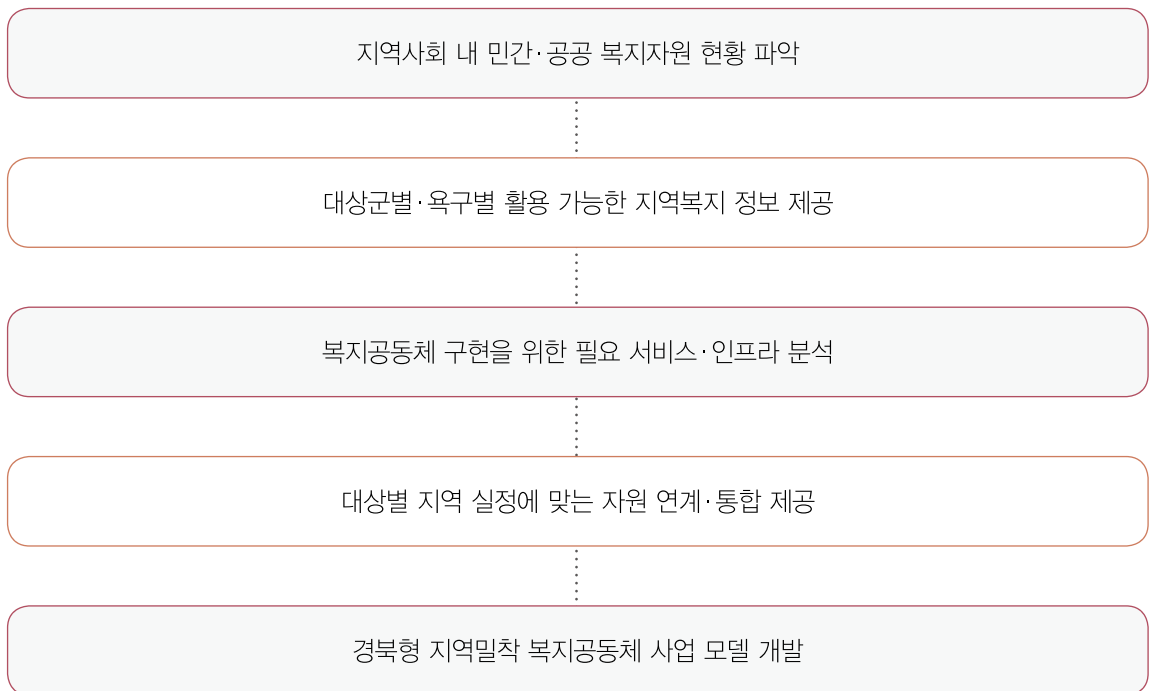 지역사회 내 민간·공공 복지자원 현황 파악
대상군별·욕구별 활용 가능한 지역복지 정보 제공
복지공동체 구현을 위한 필요 서비스·인프라 분석
대상별 지역 실정에 맞는 자원 연계·통합 제공
경북형 지역밀착 복지공동체 사업 모델 개발